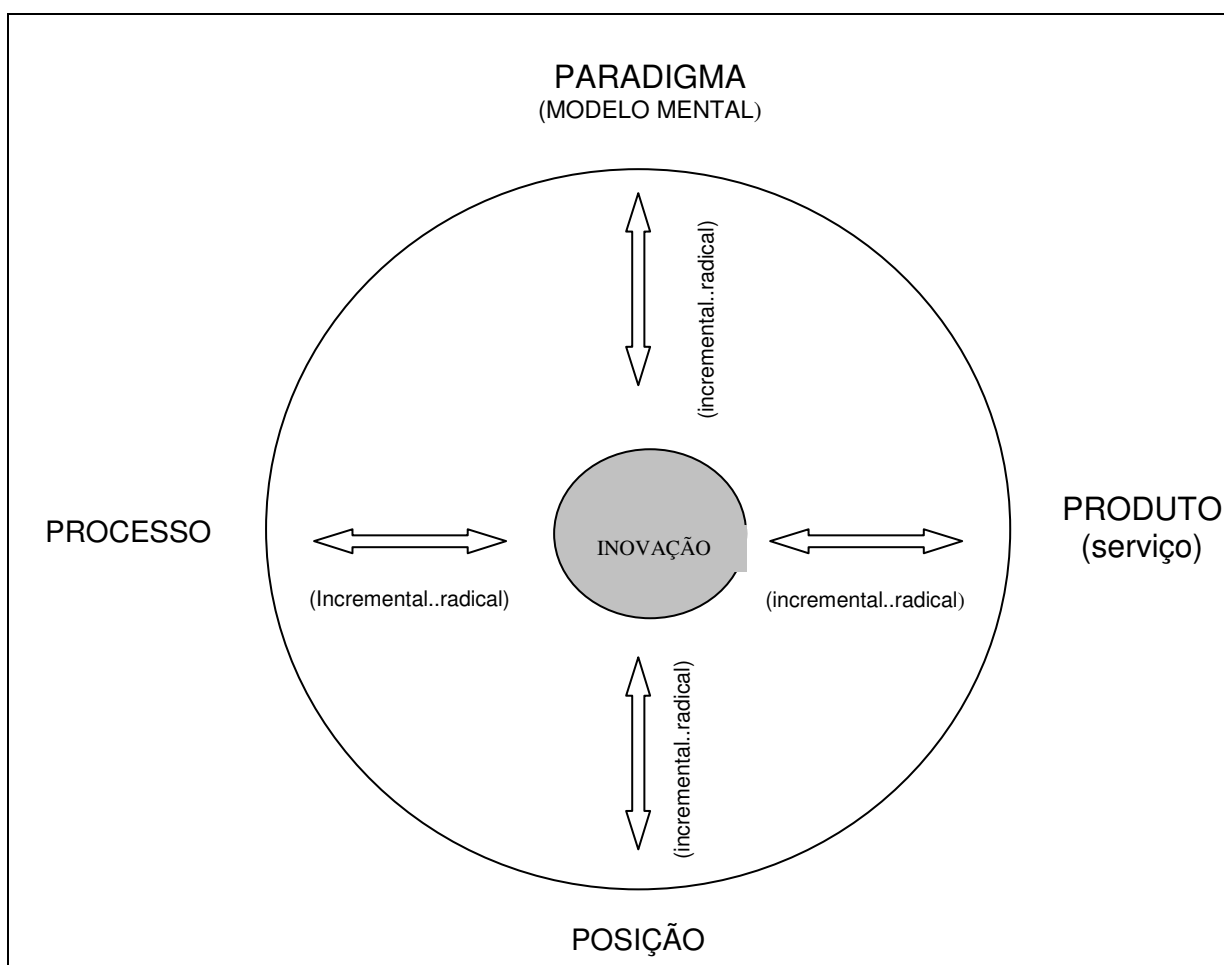 PARADIGMA
(MODELO MENTAL)
(incremental..radical)
PROCESSO
INOVAÇÃO
PRODUTO
(serviço)
(Incremental..radical)
(incremental..radical)
(incremental..radical)
POSIÇÃO